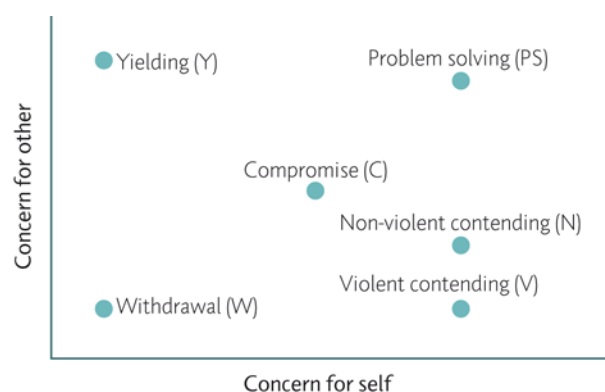 Yielding (Y)
Problem solving (PS)
Compromise (C)
Non-violent contending (N)
Violent contending (V)
Withdrawal (W)
Concern for other
Concern for self